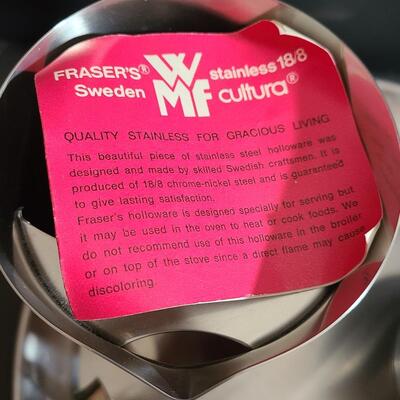 FRASER'S® WMF stainless 18/8
Sweden cultura®
QUALITY STAINLESS FOR GRACIOUS LIVING
This beautiful piece of stainless steel holloware was
designed and made by skilled Swedish craftsmen. It is
produced of 18/8 chrome-nickel steel and is guaranteed
to give lasting satisfaction.
Fraser's holloware is designed specially for serving but
it may be used in the oven to heat or cook foods. We
do not recommend use of this holloware in the broiler
or on top of the stove since a direct flame may cause
discoloring.